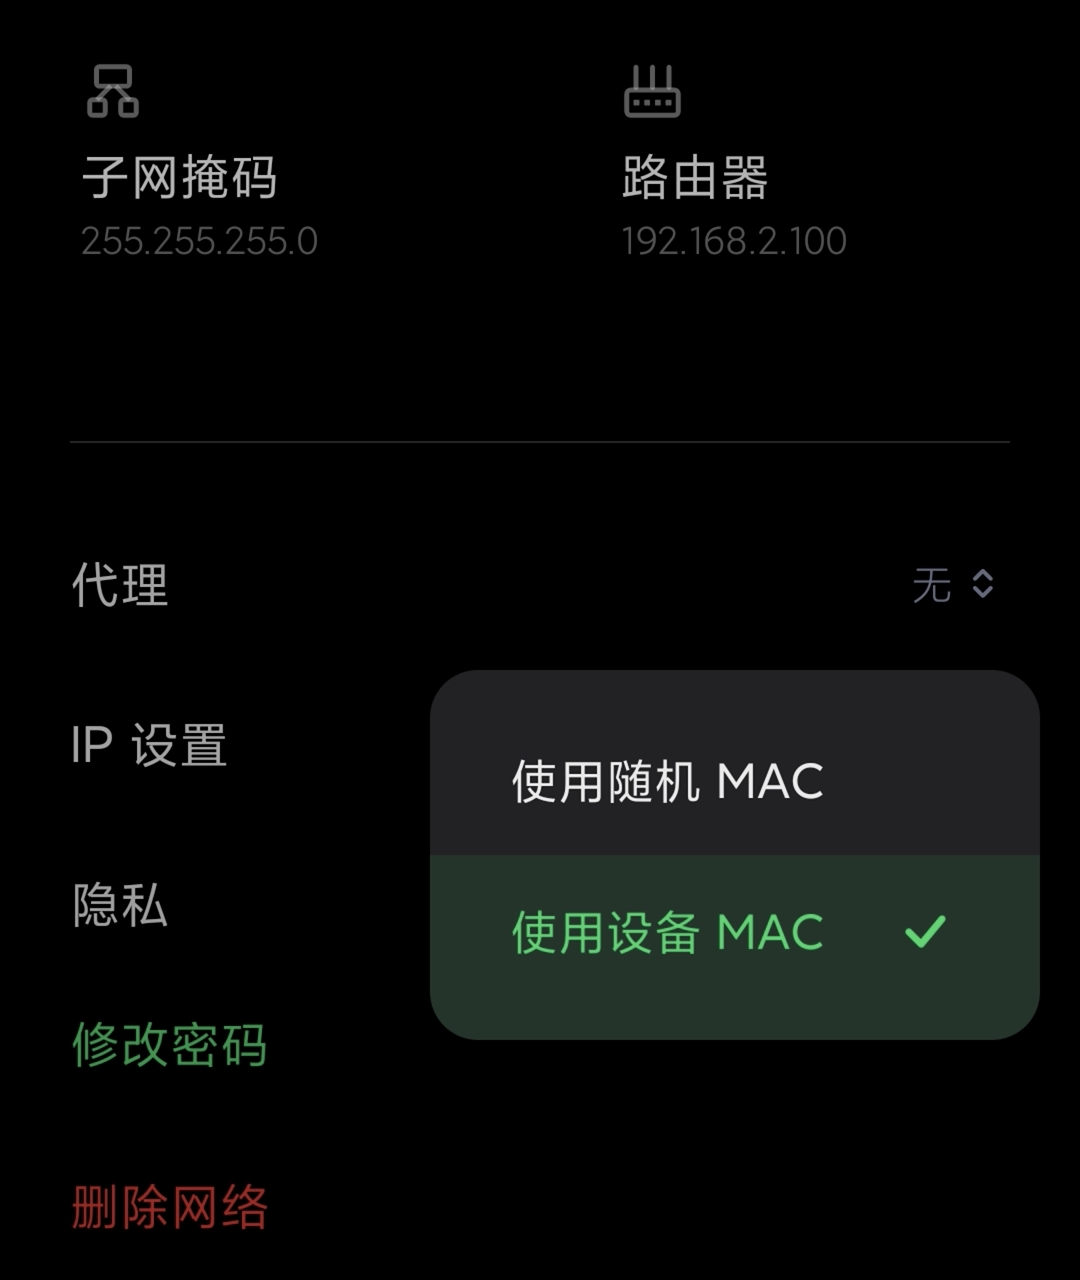 子网掩码
255.255.255.0
路由器
192.168.2.100
代理
无
IP 设置
使用随机 MAC
隐私
使用设备 MAC
修改密码
删除网络